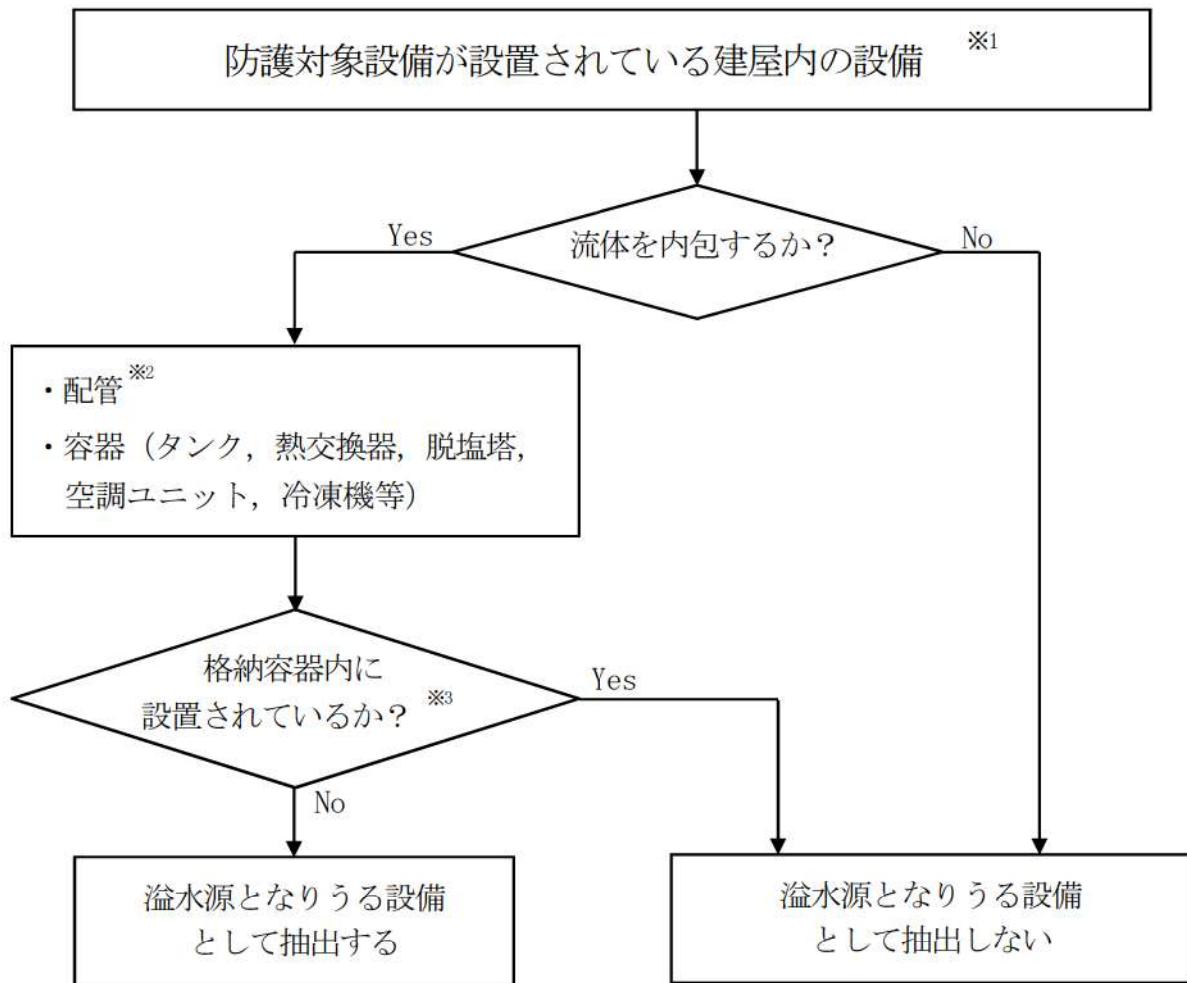 防護対象設備が設置されている建屋内の設備 ※1
流体を内包するか？
Yes
No
・配管※2
・容器（タンク，熱交換器，脱塩塔，
空調ユニット，冷凍機等）
格納容器内に
設置されているか？ ※3
Yes
No
溢水源となりうる設備
として抽出する
溢水源となりうる設備
として抽出しない